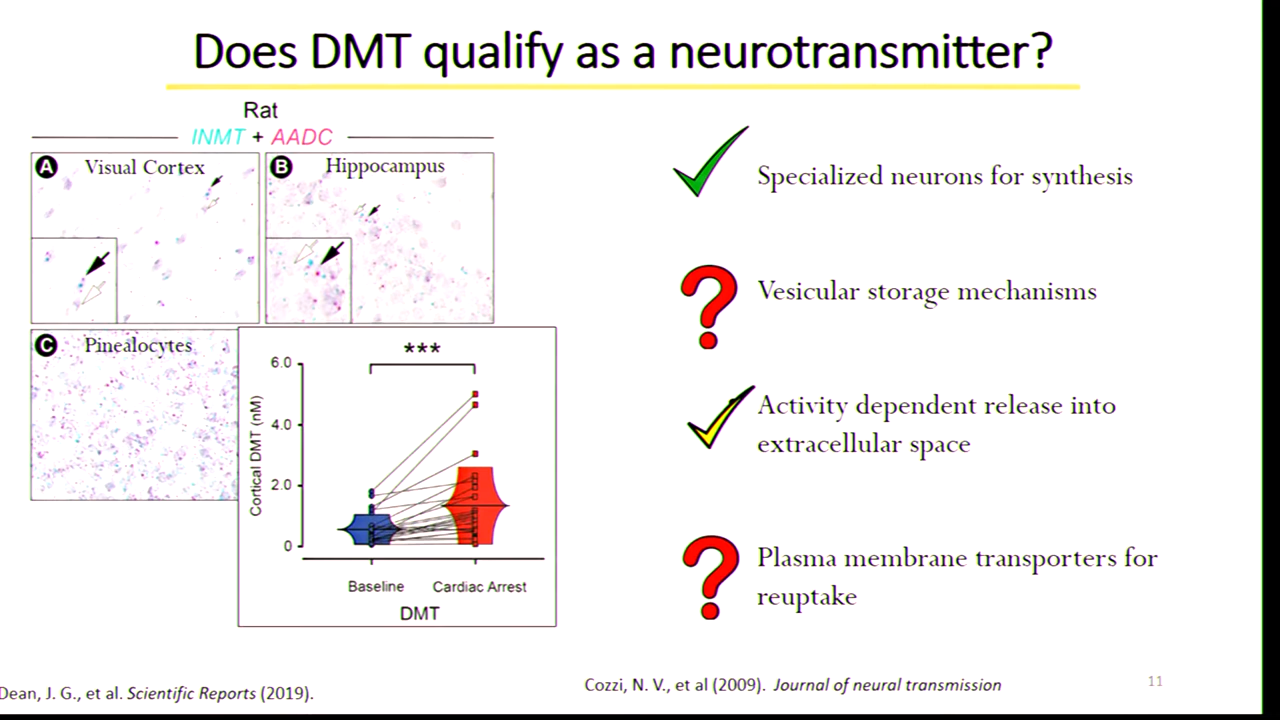 Does DMT qualify as a neurotransmitter?
Rat
INMT + AADC
A Visual Cortex
B Hippocampus
C Pinealocytes
***
6.0
4.0
2.0
0
Cortical DMT (nM)
Baseline
Cardiac Arrest
DMT
Specialized neurons for synthesis
Vesicular storage mechanisms
Activity dependent release into
extracellular space
Plasma membrane transporters for
reuptake
Dean, J. G., et al. Scientific Reports (2019).
Cozzi, N. V., et al (2009). Journal of neural transmission
11